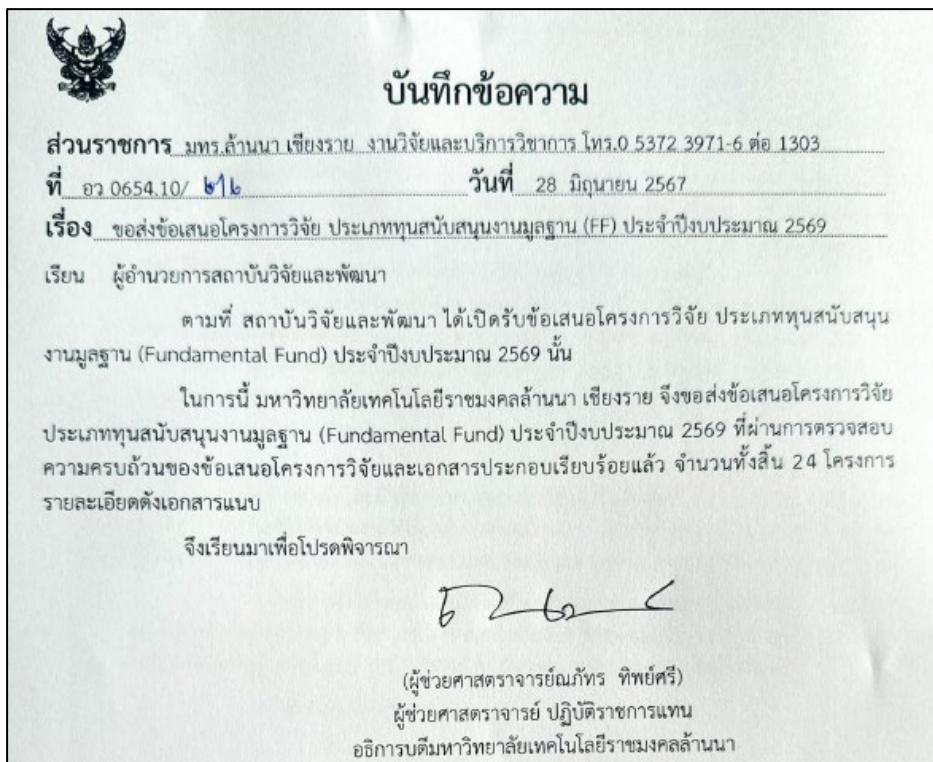 บันทึกข้อความ
ส่วนราชการ มทร.ล้านนา เชียงราย งานวิจัยและบริการวิชาการ โทร.0 5372 3971-6 ต่อ 1303
ที่ อว 0654.10/ ๒๑๖ วันที่ 28 มิถุนายน 2567
เรื่อง ขอส่งข้อเสนอโครงการวิจัย ประเภททุนสนับสนุนงานมูลฐาน (FF) ประจำปีงบประมาณ 2569
เรียน ผู้อำนวยการสถาบันวิจัยและพัฒนา
ตามที่ สถาบันวิจัยและพัฒนา ได้เปิดรับข้อเสนอโครงการวิจัย ประเภททุนสนับสนุน
งานมูลฐาน (Fundamental Fund) ประจำปีงบประมาณ 2569 นั้น
ในการนี้ มหาวิทยาลัยเทคโนโลยีราชมงคลล้านนา เชียงราย จึงขอส่งข้อเสนอโครงการวิจัย
ประเภททุนสนับสนุนงานมูลฐาน (Fundamental Fund) ประจำปีงบประมาณ 2569 ที่ผ่านการตรวจสอบ
ความครบถ้วนของข้อเสนอโครงการวิจัยและเอกสารประกอบเรียบร้อยแล้ว จำนวนทั้งสิ้น 24 โครงการ
รายละเอียดดังเอกสารแนบ
จึงเรียนมาเพื่อโปรดพิจารณา
(ผู้ช่วยศาสตราจารย์ณภัทร ทิพย์ศรี)
ผู้ช่วยศาสตราจารย์ ปฏิบัติราชการแทน
อธิการบดีมหาวิทยาลัยเทคโนโลยีราชมงคลล้านนา